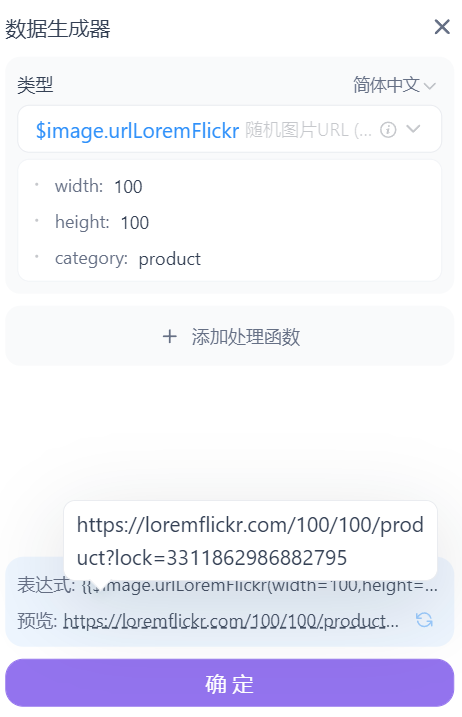 数据生成器
类型 简体中文
$image.urlLoremFlickr 随机图片URL (...
· width: 100
· height: 100
· category: product
+ 添加处理函数
https://loremflickr.com/100/100/prod
uct?lock=3311862986882795
表达式: {{$image.urlLoremFlickr(width=100,height=...
预览: https://loremflickr.com/100/100/product...
确 定